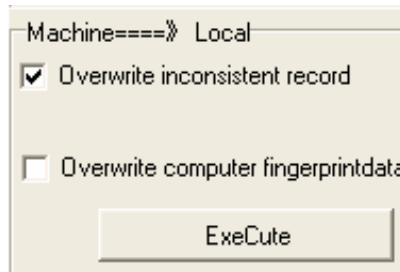 Machine====》 Local
Overwrite inconsistent record
Overwrite computer fingerprintdata
ExeCute